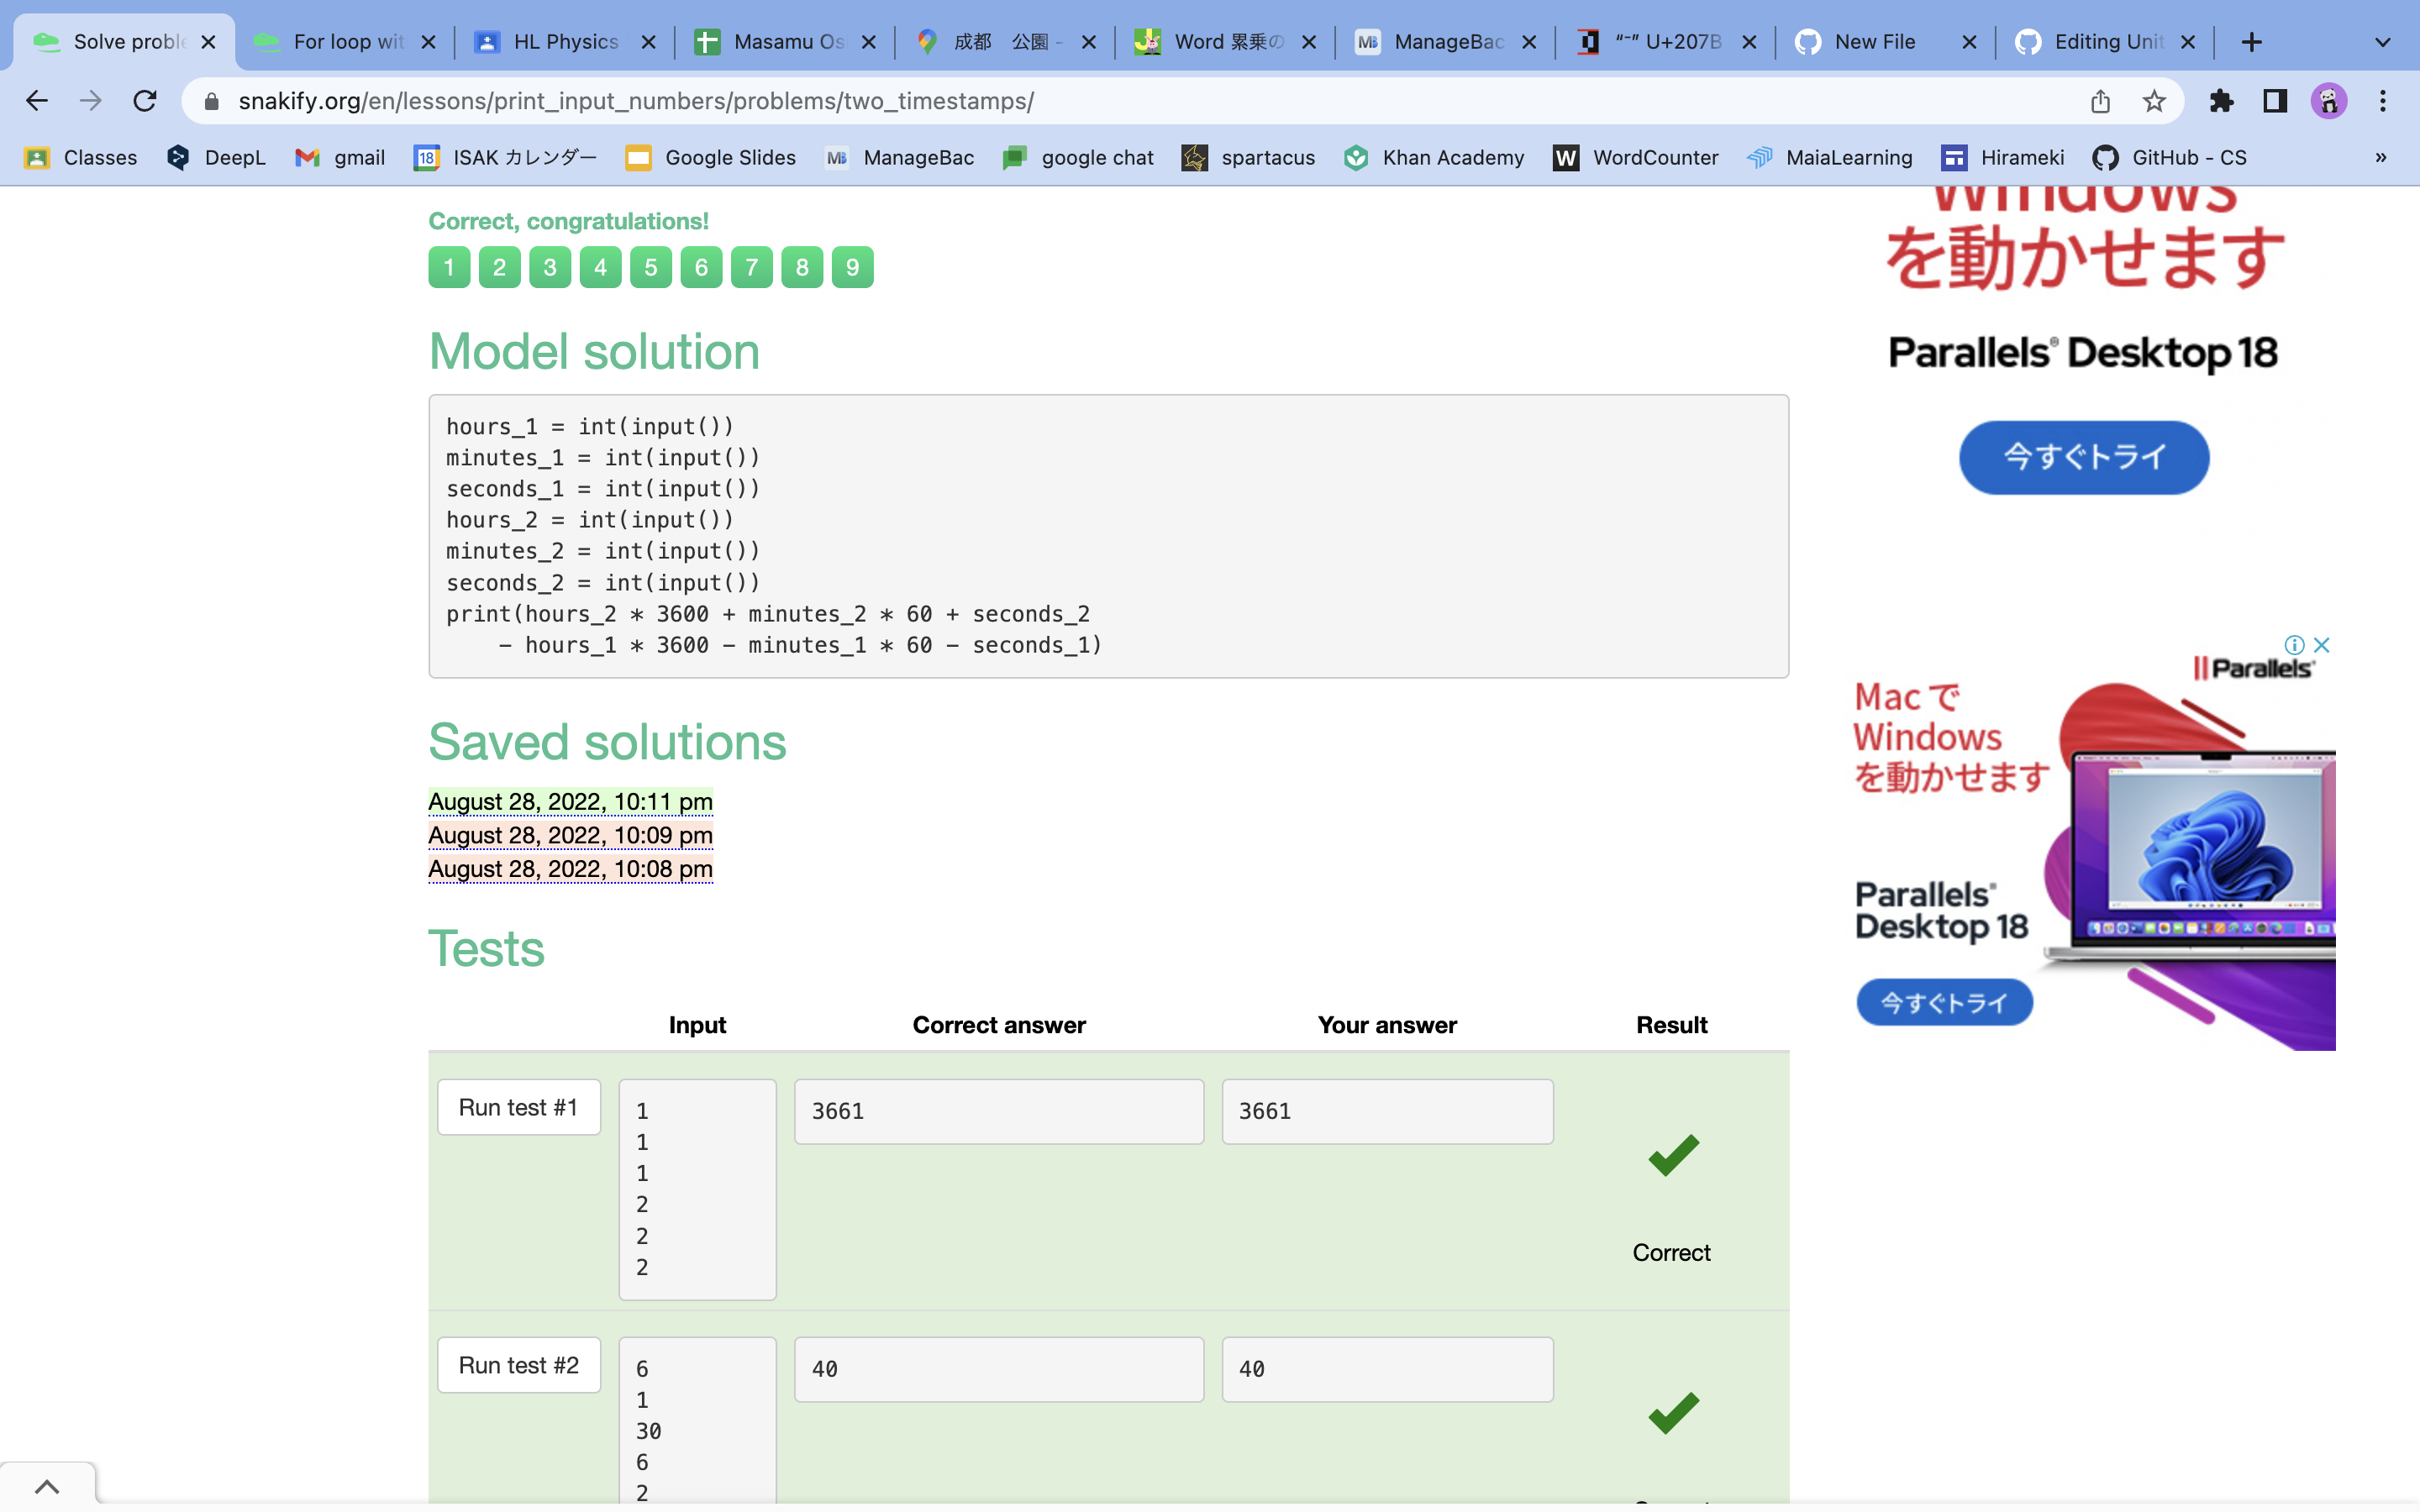 Solve proble
For loop wit
HL Physics
Masamu Os
成都　公園 -
Word 累乗の
ManageBac
“⁻” U+207B
New File
Editing Unit
snakify.org/en/lessons/print_input_numbers/problems/two_timestamps/
Classes
DeepL
gmail
18
ISAK カレンダー
Google Slides
ManageBac
google chat
spartacus
Khan Academy
WordCounter
MaiaLearning
Hirameki
GitHub - CS
»
Correct, congratulations!
1 2 3 4 5 6 7 8 9
Model solution
hours_1 = int(input())
minutes_1 = int(input())
seconds_1 = int(input())
hours_2 = int(input())
minutes_2 = int(input())
seconds_2 = int(input())
print(hours_2 * 3600 + minutes_2 * 60 + seconds_2
    - hours_1 * 3600 - minutes_1 * 60 - seconds_1)
Saved solutions
August 28, 2022, 10:11 pm
August 28, 2022, 10:09 pm
August 28, 2022, 10:08 pm
Tests
Input Correct answer Your answer Result
Run test #1
1
1
1
2
2
2
3661
3661
Correct
Run test #2
6
1
30
6
2
40
40
Windows
を動かせます
Parallels® Desktop 18
今すぐトライ
Parallels®
Mac で
Windows
を動かせます
Parallels®
Desktop 18
今すぐトライ